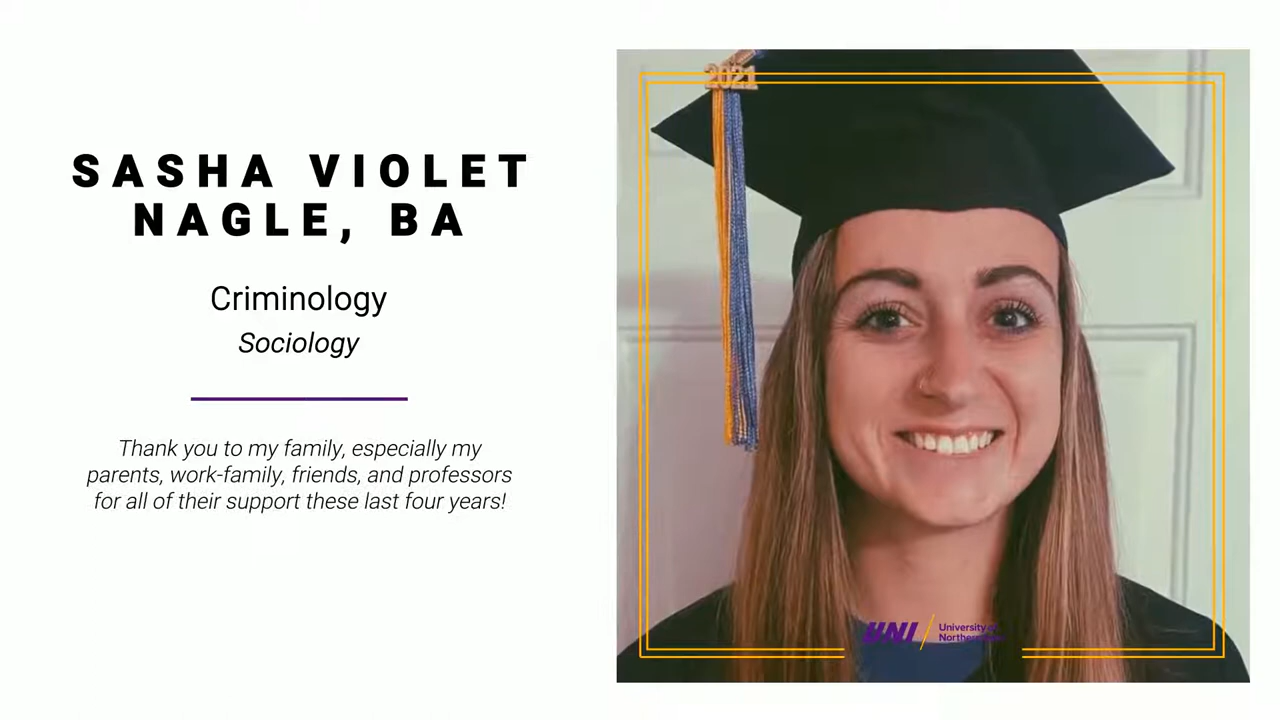 SASHA VIOLET
NAGLE, BA
Criminology
Sociology
Thank you to my family, especially my
parents, work-family, friends, and professors
for all of their support these last four years!
2021
UNI
University